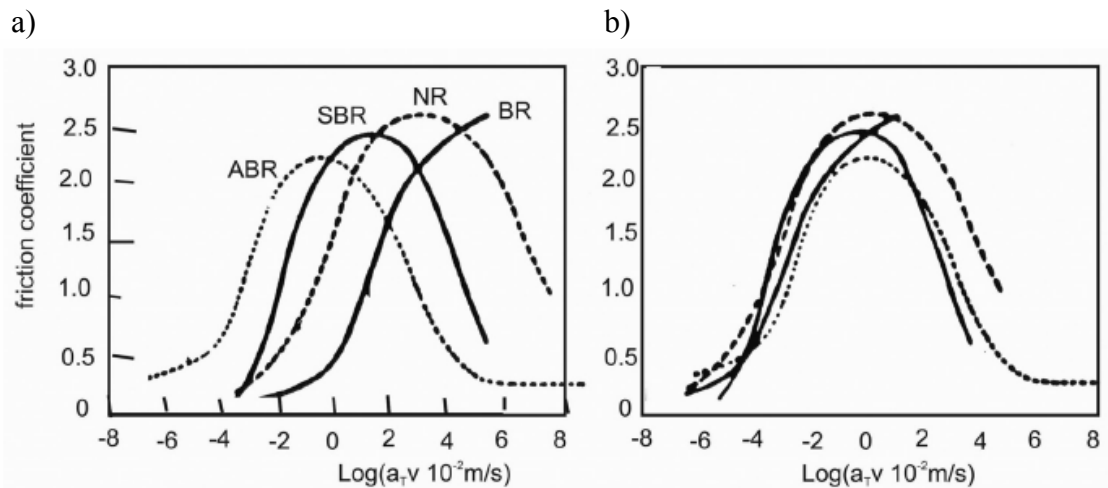 a)
3.0
2.5
2.0
1.5
1.0
0.5
0
friction coefficient
ABR
SBR
NR
BR
-8 -6 -4 -2 0 2 4 6 8
Log(aTv 10-2m/s)
b)
3.0
2.5
2.0
1.5
1.0
0.5
0
-8 -6 -4 -2 0 2 4 6 8
Log(aTv 10-2m/s)